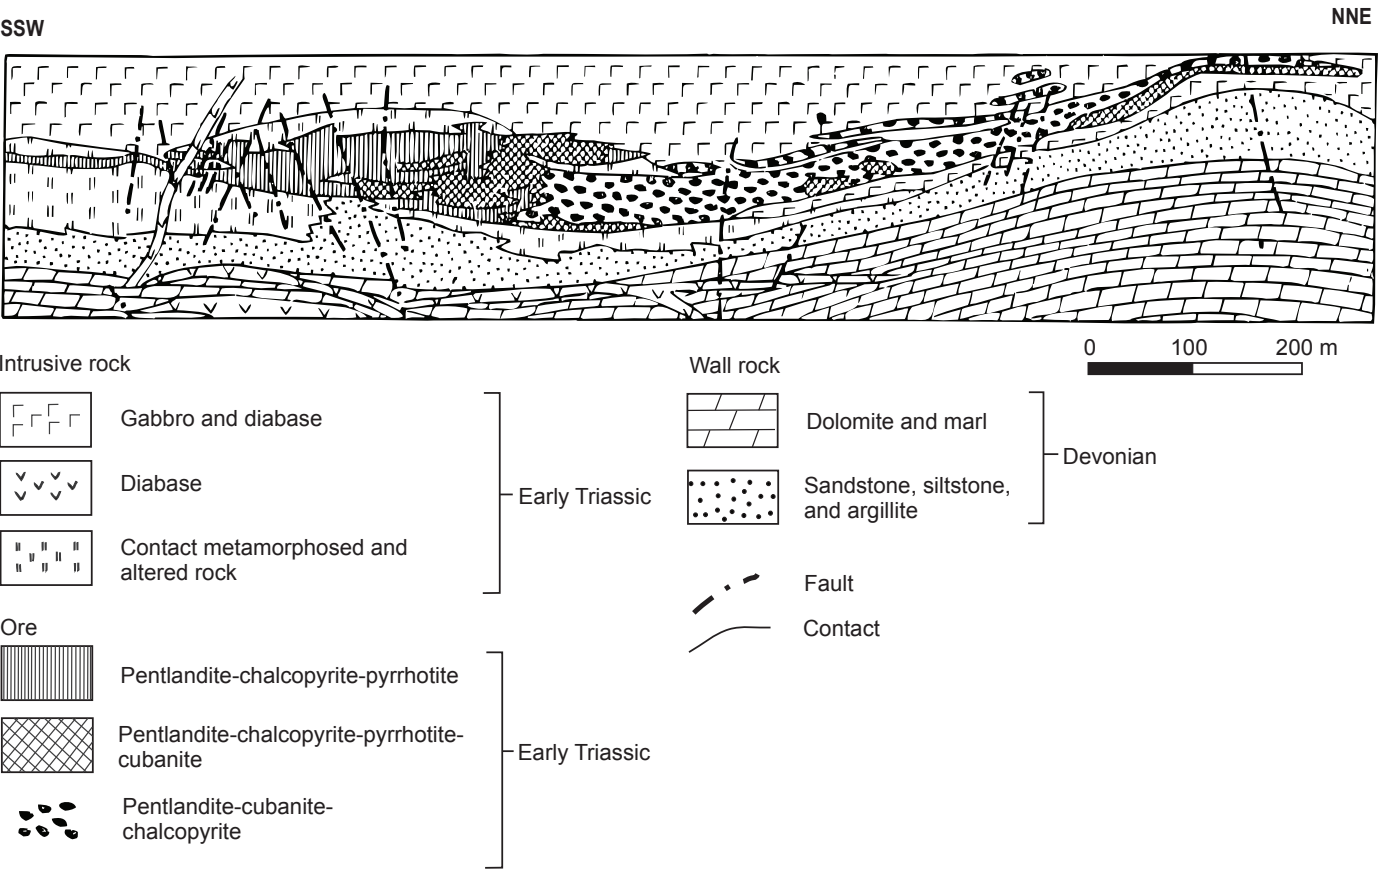 SSW
NNE
0 100 200 m
Intrusive rock
Gabbro and diabase
Diabase
Contact metamorphosed and
altered rock
Early Triassic
Ore
Pentlandite-chalcopyrite-pyrrhotite
Pentlandite-chalcopyrite-pyrrhotite-
cubanite
Pentlandite-cubanite-
chalcopyrite
Early Triassic
Wall rock
Dolomite and marl
Sandstone, siltstone,
and argillite
Devonian
Fault
Contact